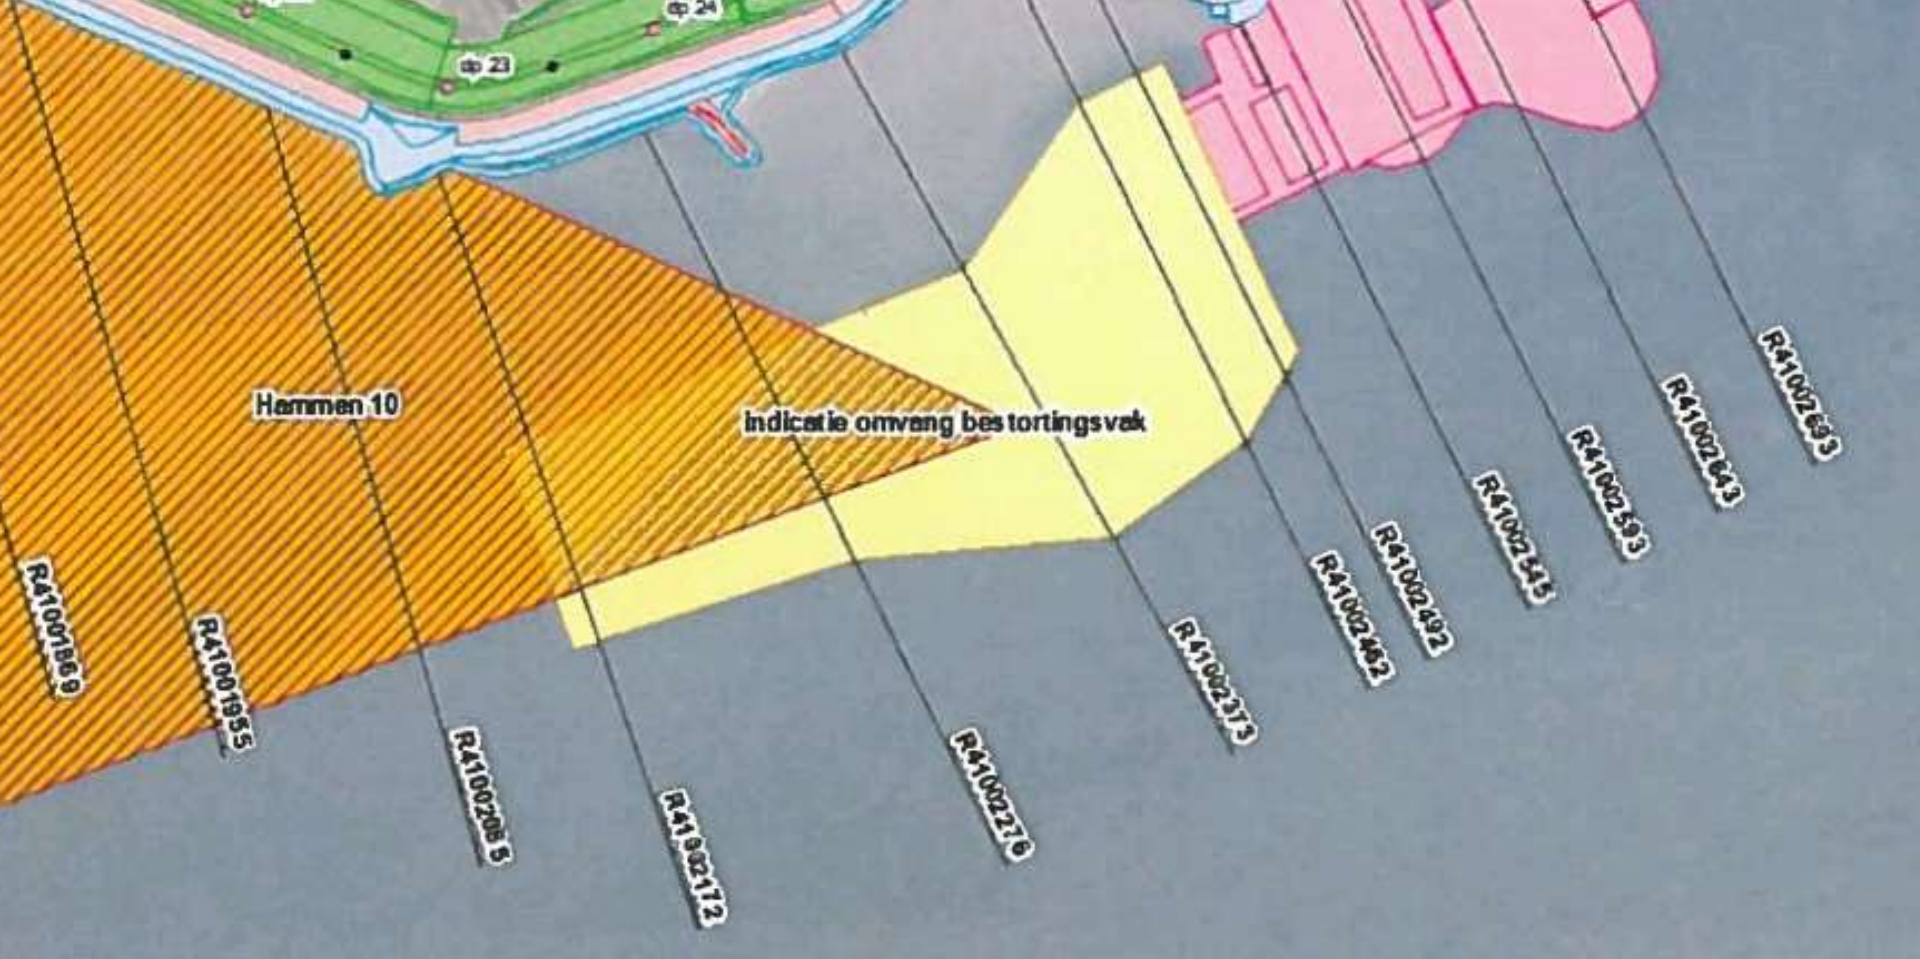 dp 24
dp 23
Hammen 10
indicatie omvang bestortingsvak
R41001869
R41001955
R41002085
R41002172
R41002276
R41002373
R41002462
R41002492
R41002545
R41002593
R41002643
R41002693